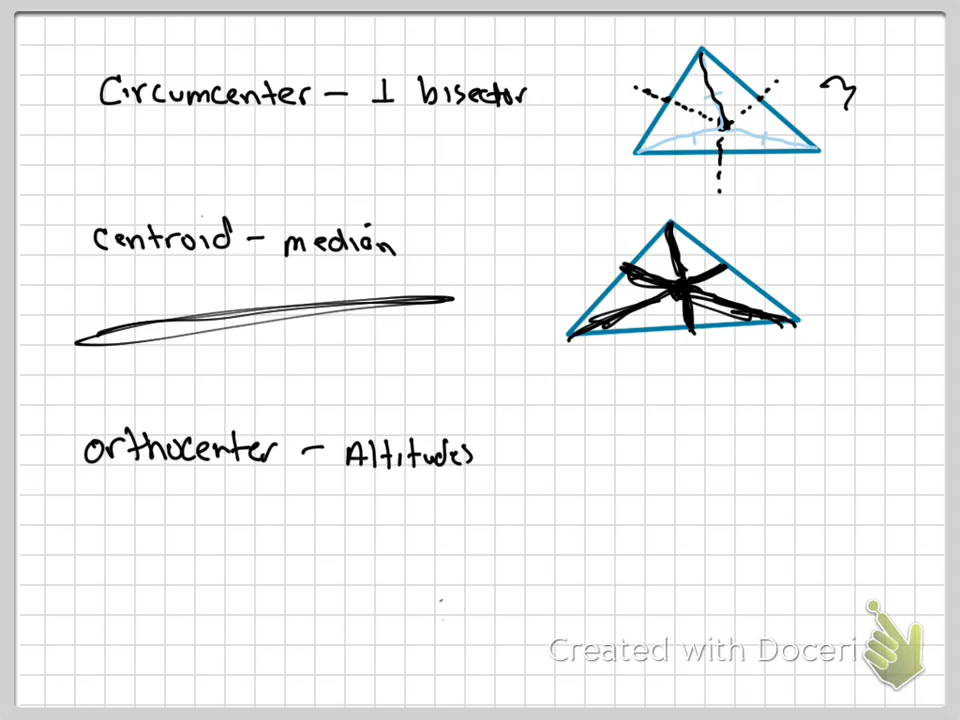 Circumcenter - ⊥ bisector
Centroid - median
Orthocenter - Altitudes
Created with Doceri